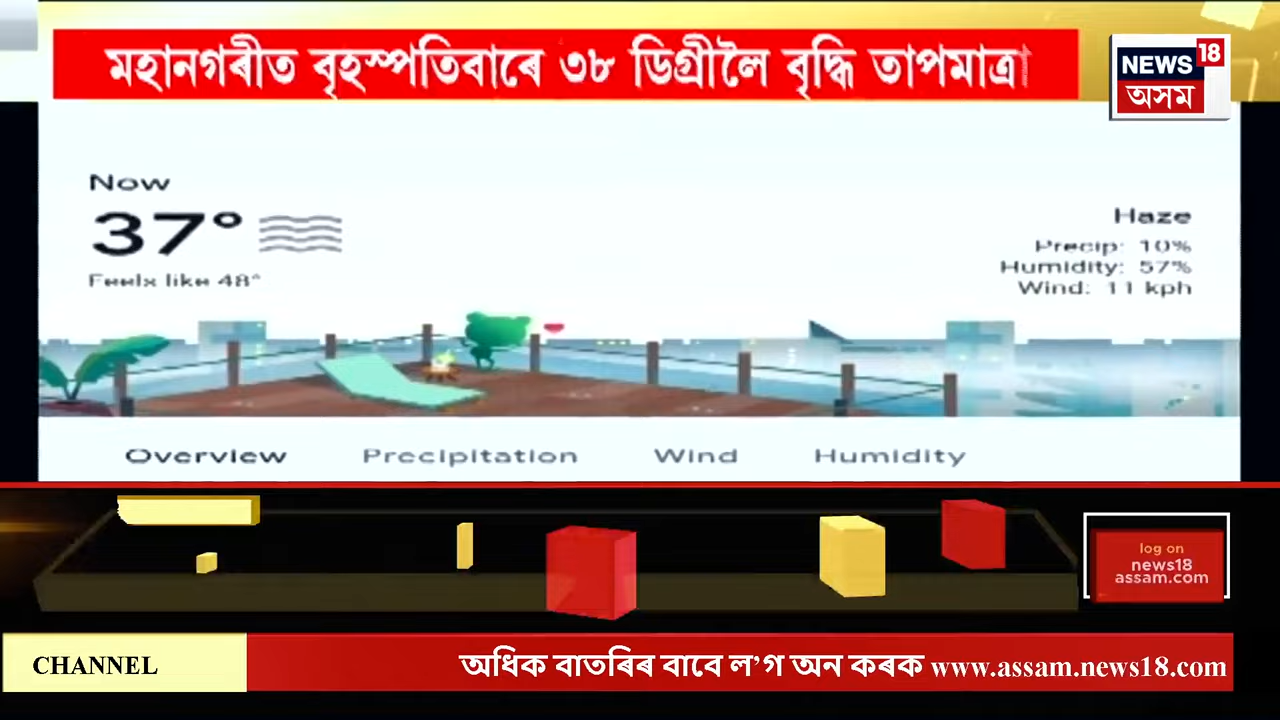 মহানগৰীত বৃহস্পতিবাৰে ৩৮ ডিগ্ৰীলৈ বৃদ্ধি তাপমাত্ৰা
NEWS 18
অসম
Now
37°
Feels like 48°
Haze
Precip: 10%
Humidity: 57%
Wind: 11 kph
Overview Precipitation Wind Humidity
log on
news18
assam.com
CHANNEL
অধিক বাতৰিৰ বাবে ল'গ অন কৰক www.assam.news18.com